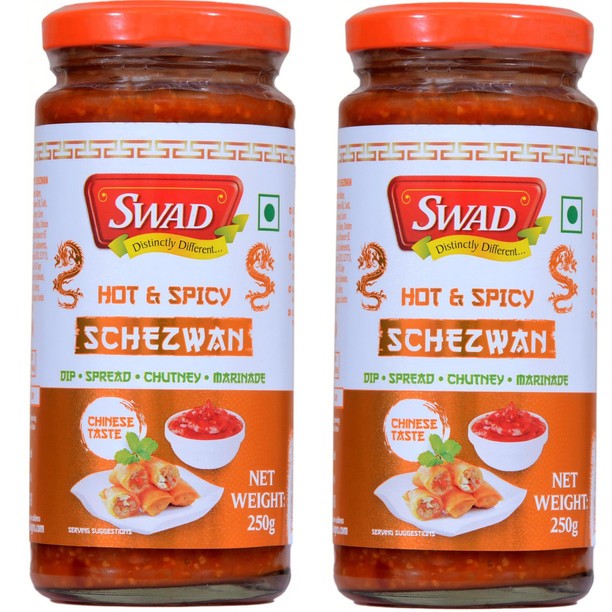 SWAD
Distinctly Different...
HOT & SPICY
SCHEZWAN
DIP • SPREAD • CHUTNEY • MARINADE
CHINESE
TASTE
NET
WEIGHT:
250g
SERVING SUGGESTIONS
SWAD
Distinctly Different...
HOT & SPICY
SCHEZWAN
DIP • SPREAD • CHUTNEY • MARINADE
CHINESE
TASTE
NET
WEIGHT:
250g
SERVING SUGGESTIONS